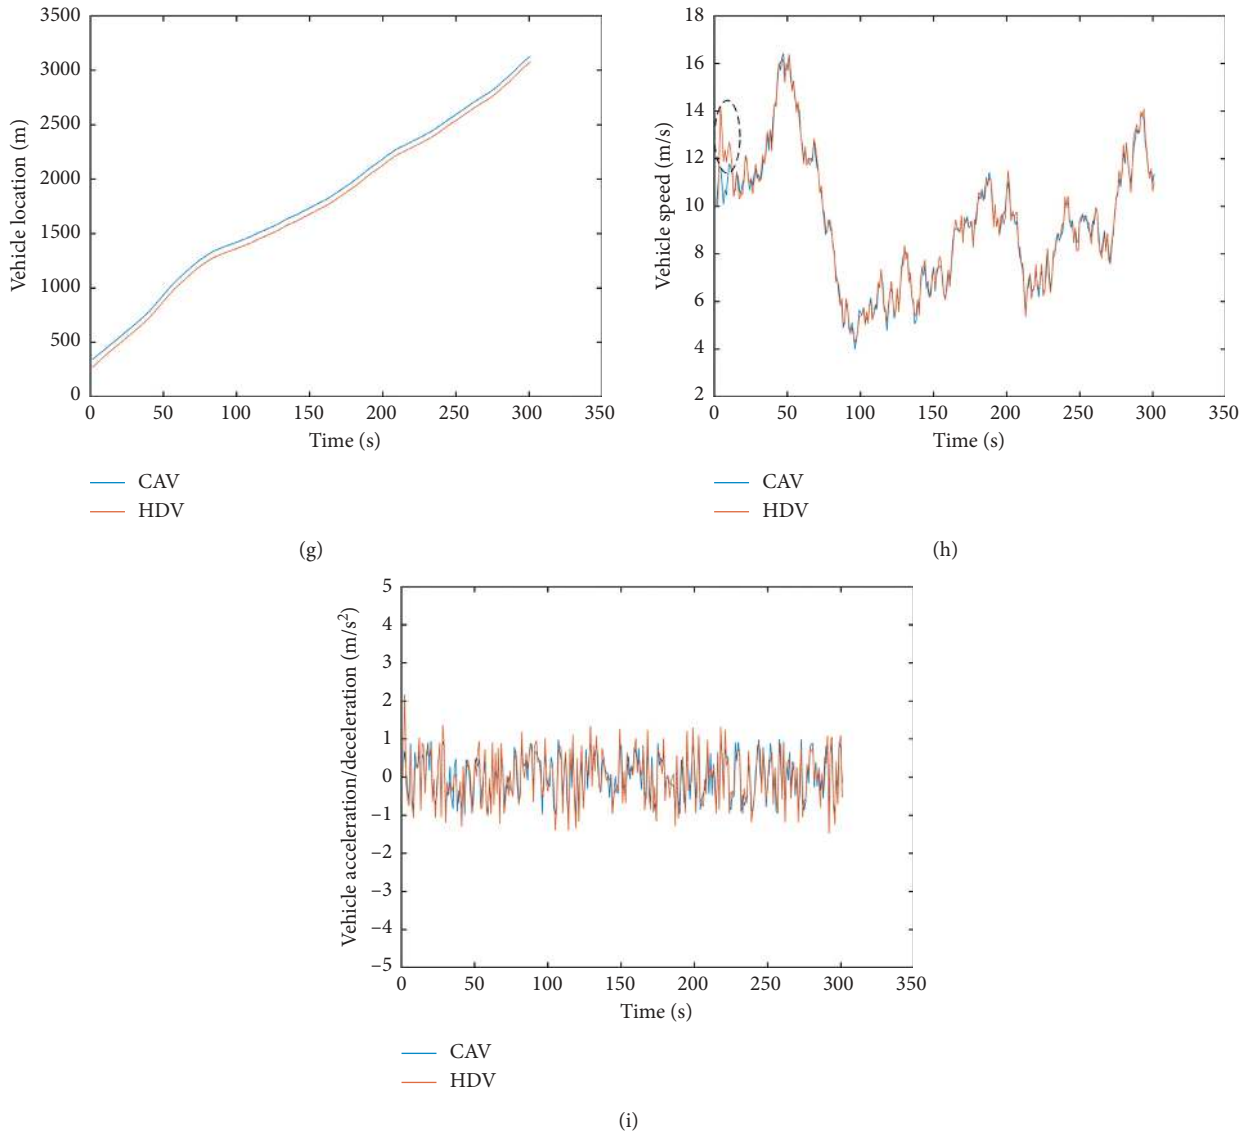 3500
3000
2500
2000
1500
1000
500
0
Vehicle location (m)
0 50 100 150 200 250 300 350
Time (s)
CAV
HDV
(g)
18
16
14
12
10
8
6
4
2
Vehicle speed (m/s)
0 50 100 150 200 250 300 350
Time (s)
CAV
HDV
(h)
5
4
3
2
1
0
−1
−2
−3
−4
−5
Vehicle acceleration/deceleration (m/s²)
0 50 100 150 200 250 300 350
Time (s)
CAV
HDV
(i)